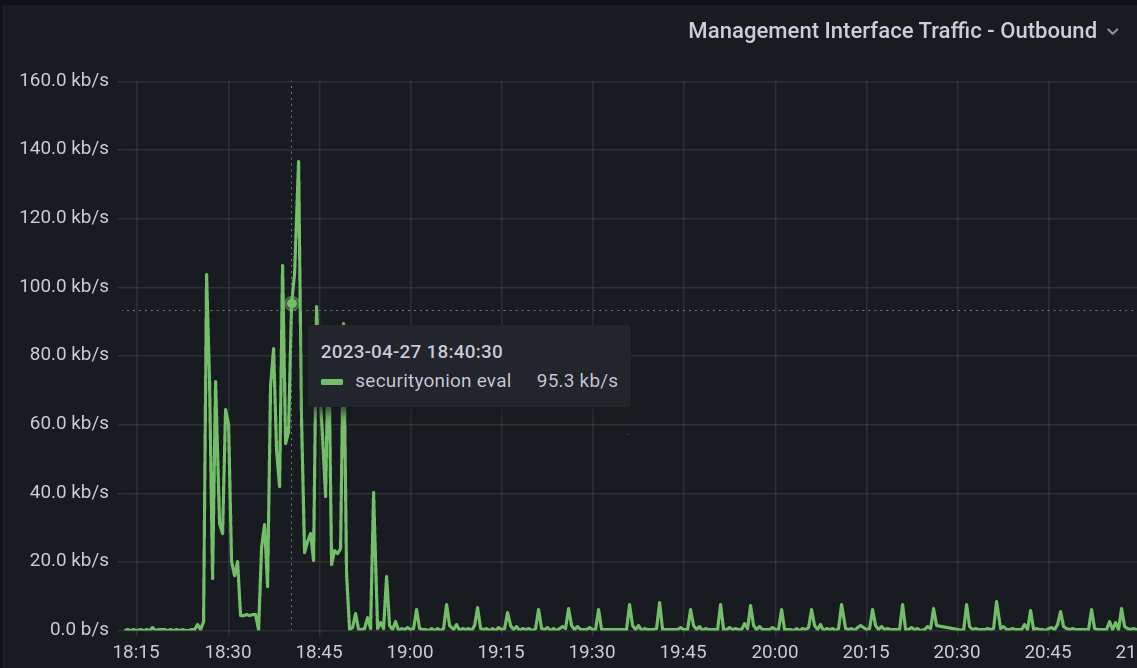 Management Interface Traffic - Outbound
160.0 kb/s
140.0 kb/s
120.0 kb/s
100.0 kb/s
80.0 kb/s
60.0 kb/s
40.0 kb/s
20.0 kb/s
0.0 b/s
2023-04-27 18:40:30
securityonion eval 95.3 kb/s
18:15 18:30 18:45 19:00 19:15 19:30 19:45 20:00 20:15 20:30 20:45 21